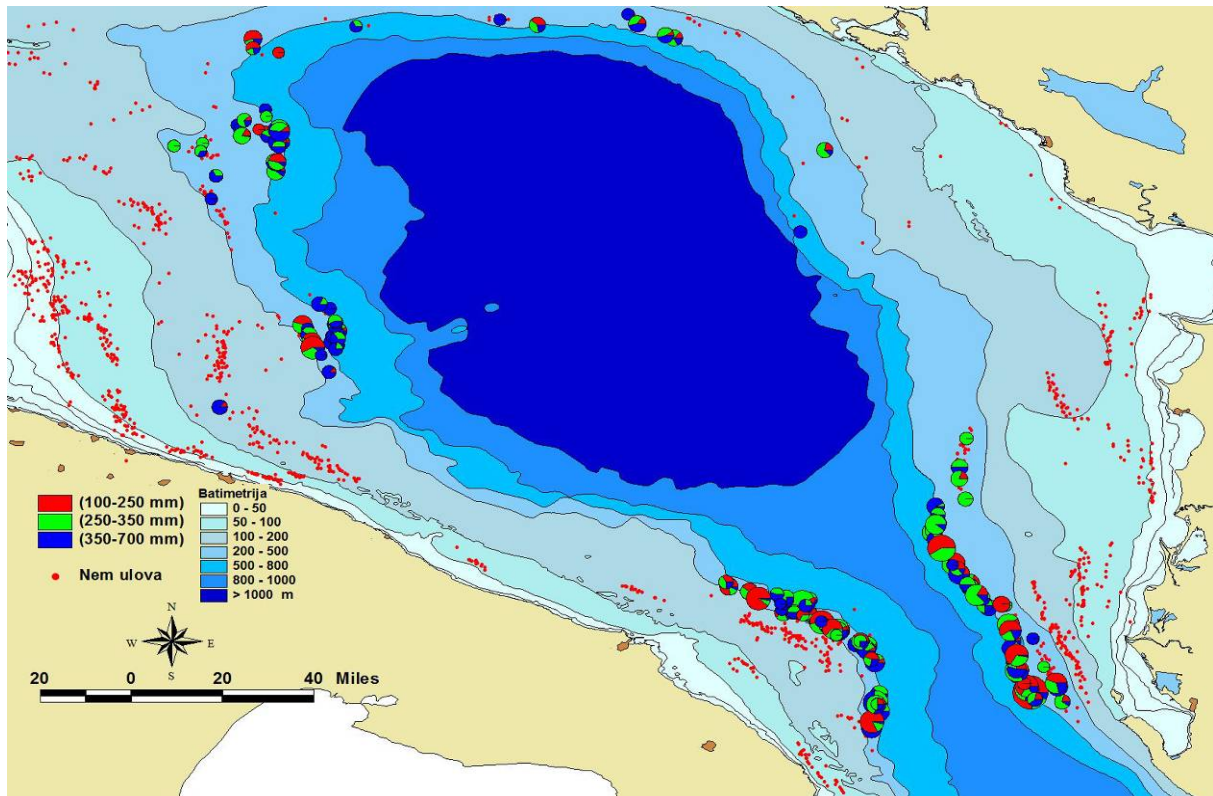 (100-250 mm)
(250-350 mm)
(350-700 mm)
Nem ulova
Batimetrija
0 - 50
50 - 100
100 - 200
200 - 500
500 - 800
800 - 1000
> 1000 m
N
W E
S
20 0 20 40 Miles